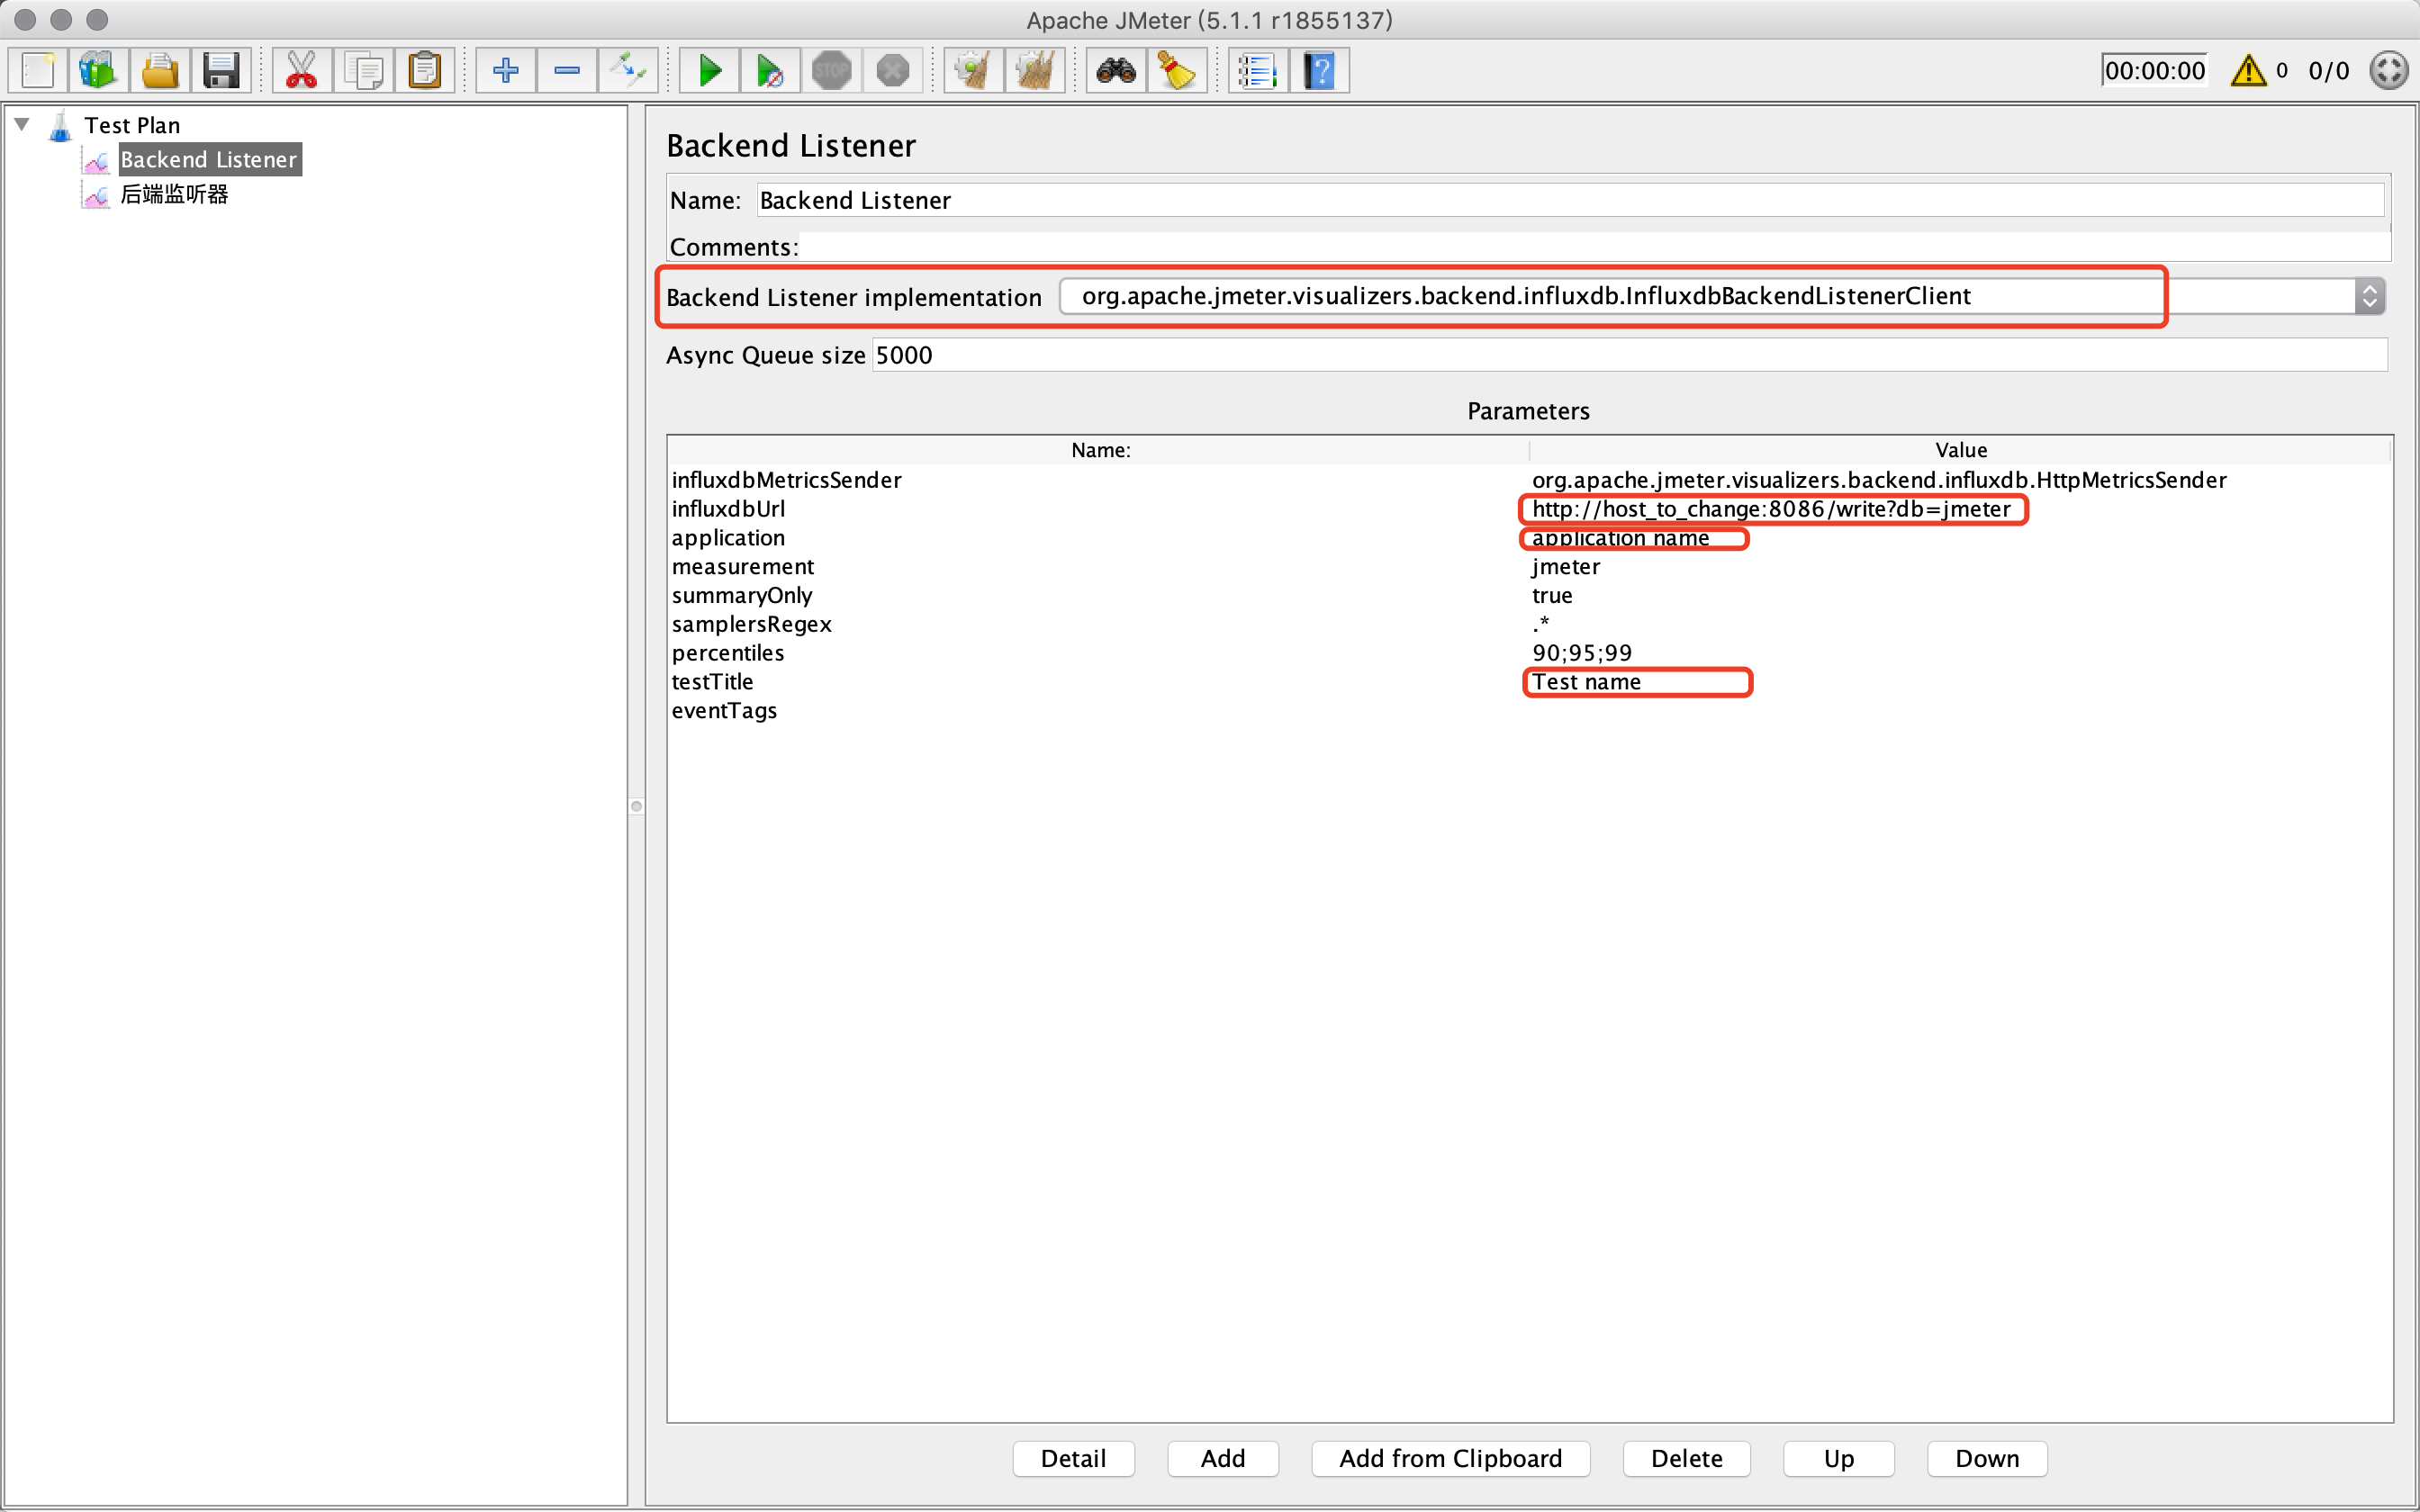 Apache JMeter (5.1.1 r1855137)
STOP
00:00:00 0 0/0
Test Plan
Backend Listener
后端监听器
Backend Listener
Name: Backend Listener
Comments:
Backend Listener implementation org.apache.jmeter.visualizers.backend.influxdb.InfluxdbBackendListenerClient
Async Queue size 5000
Parameters
Name: Value
influxdbMetricsSender org.apache.jmeter.visualizers.backend.influxdb.HttpMetricsSender
influxdbUrl http://host_to_change:8086/write?db=jmeter
application application name
measurement jmeter
summaryOnly true
samplersRegex .*
percentiles 90;95;99
testTitle Test name
eventTags
Detail Add Add from Clipboard Delete Up Down